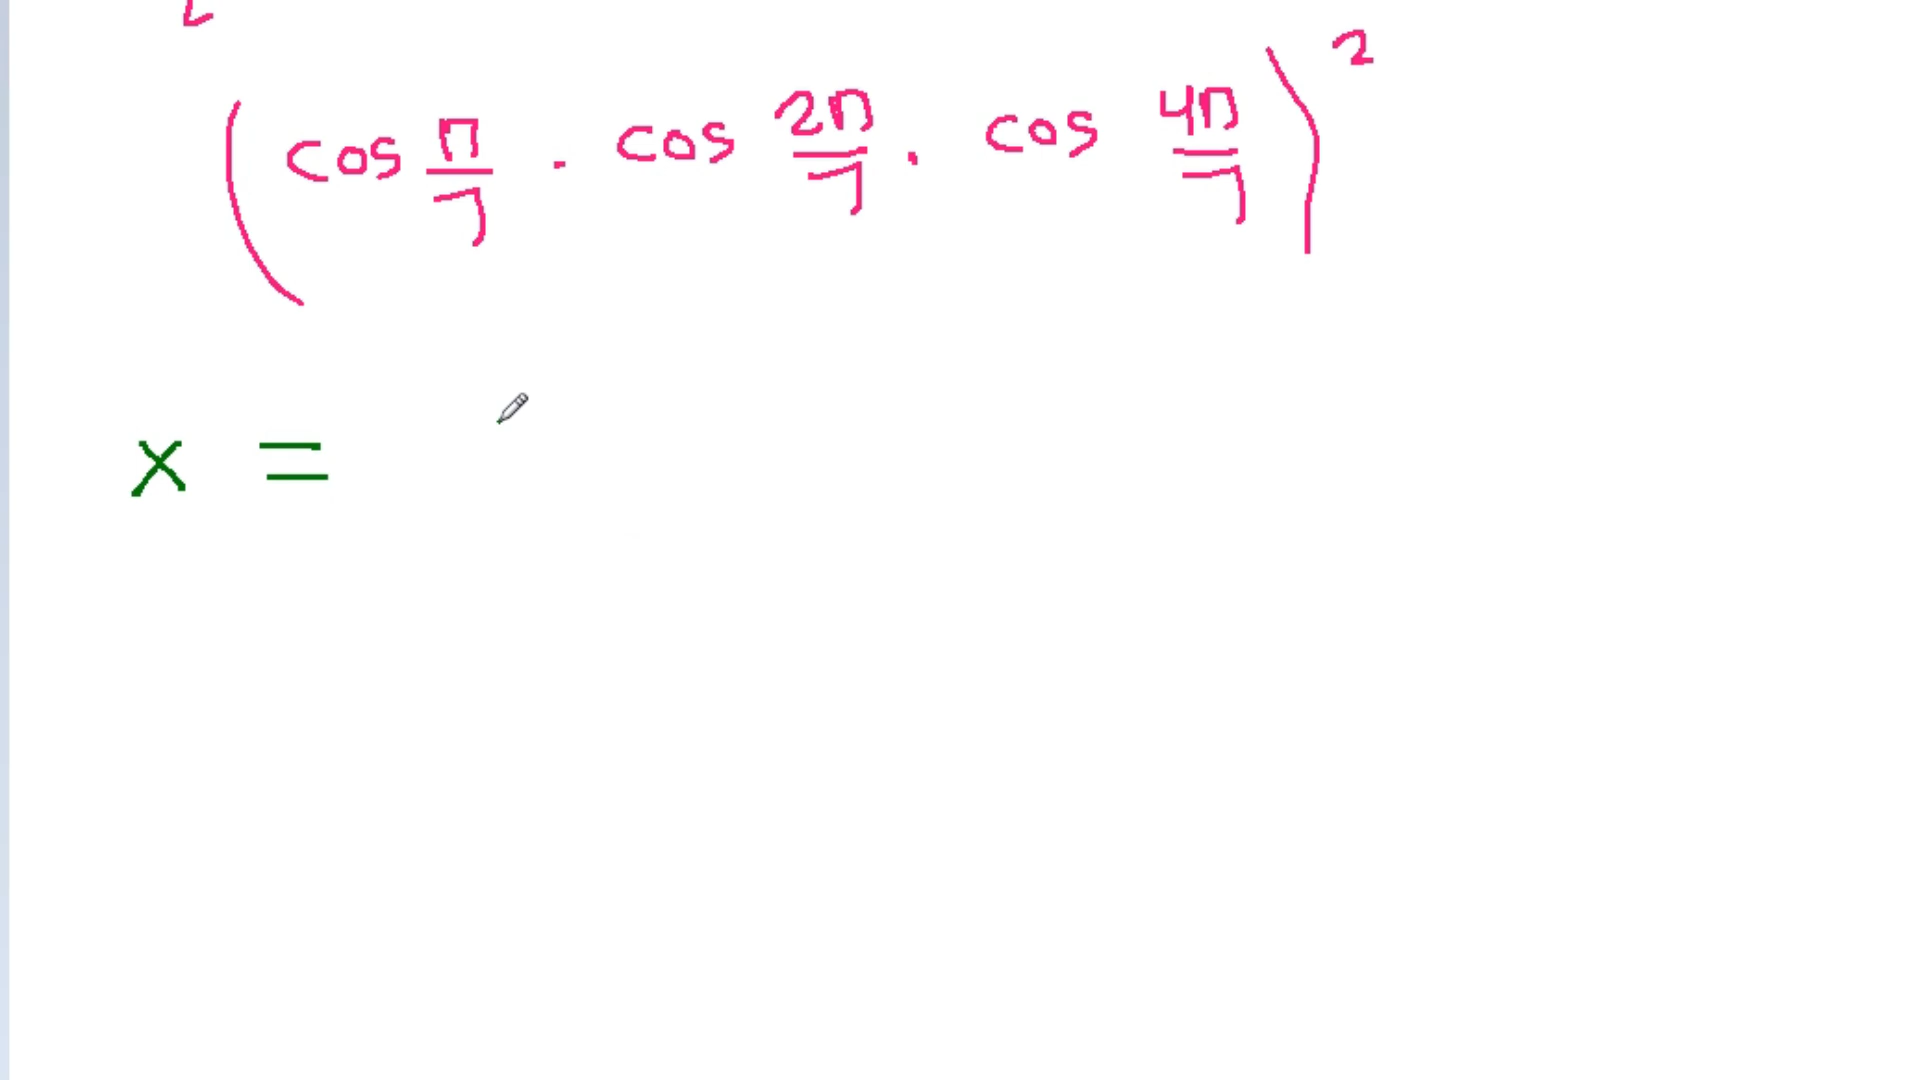 ( cos π/7 . cos 2π/7 . cos 4π/7 )²
x =